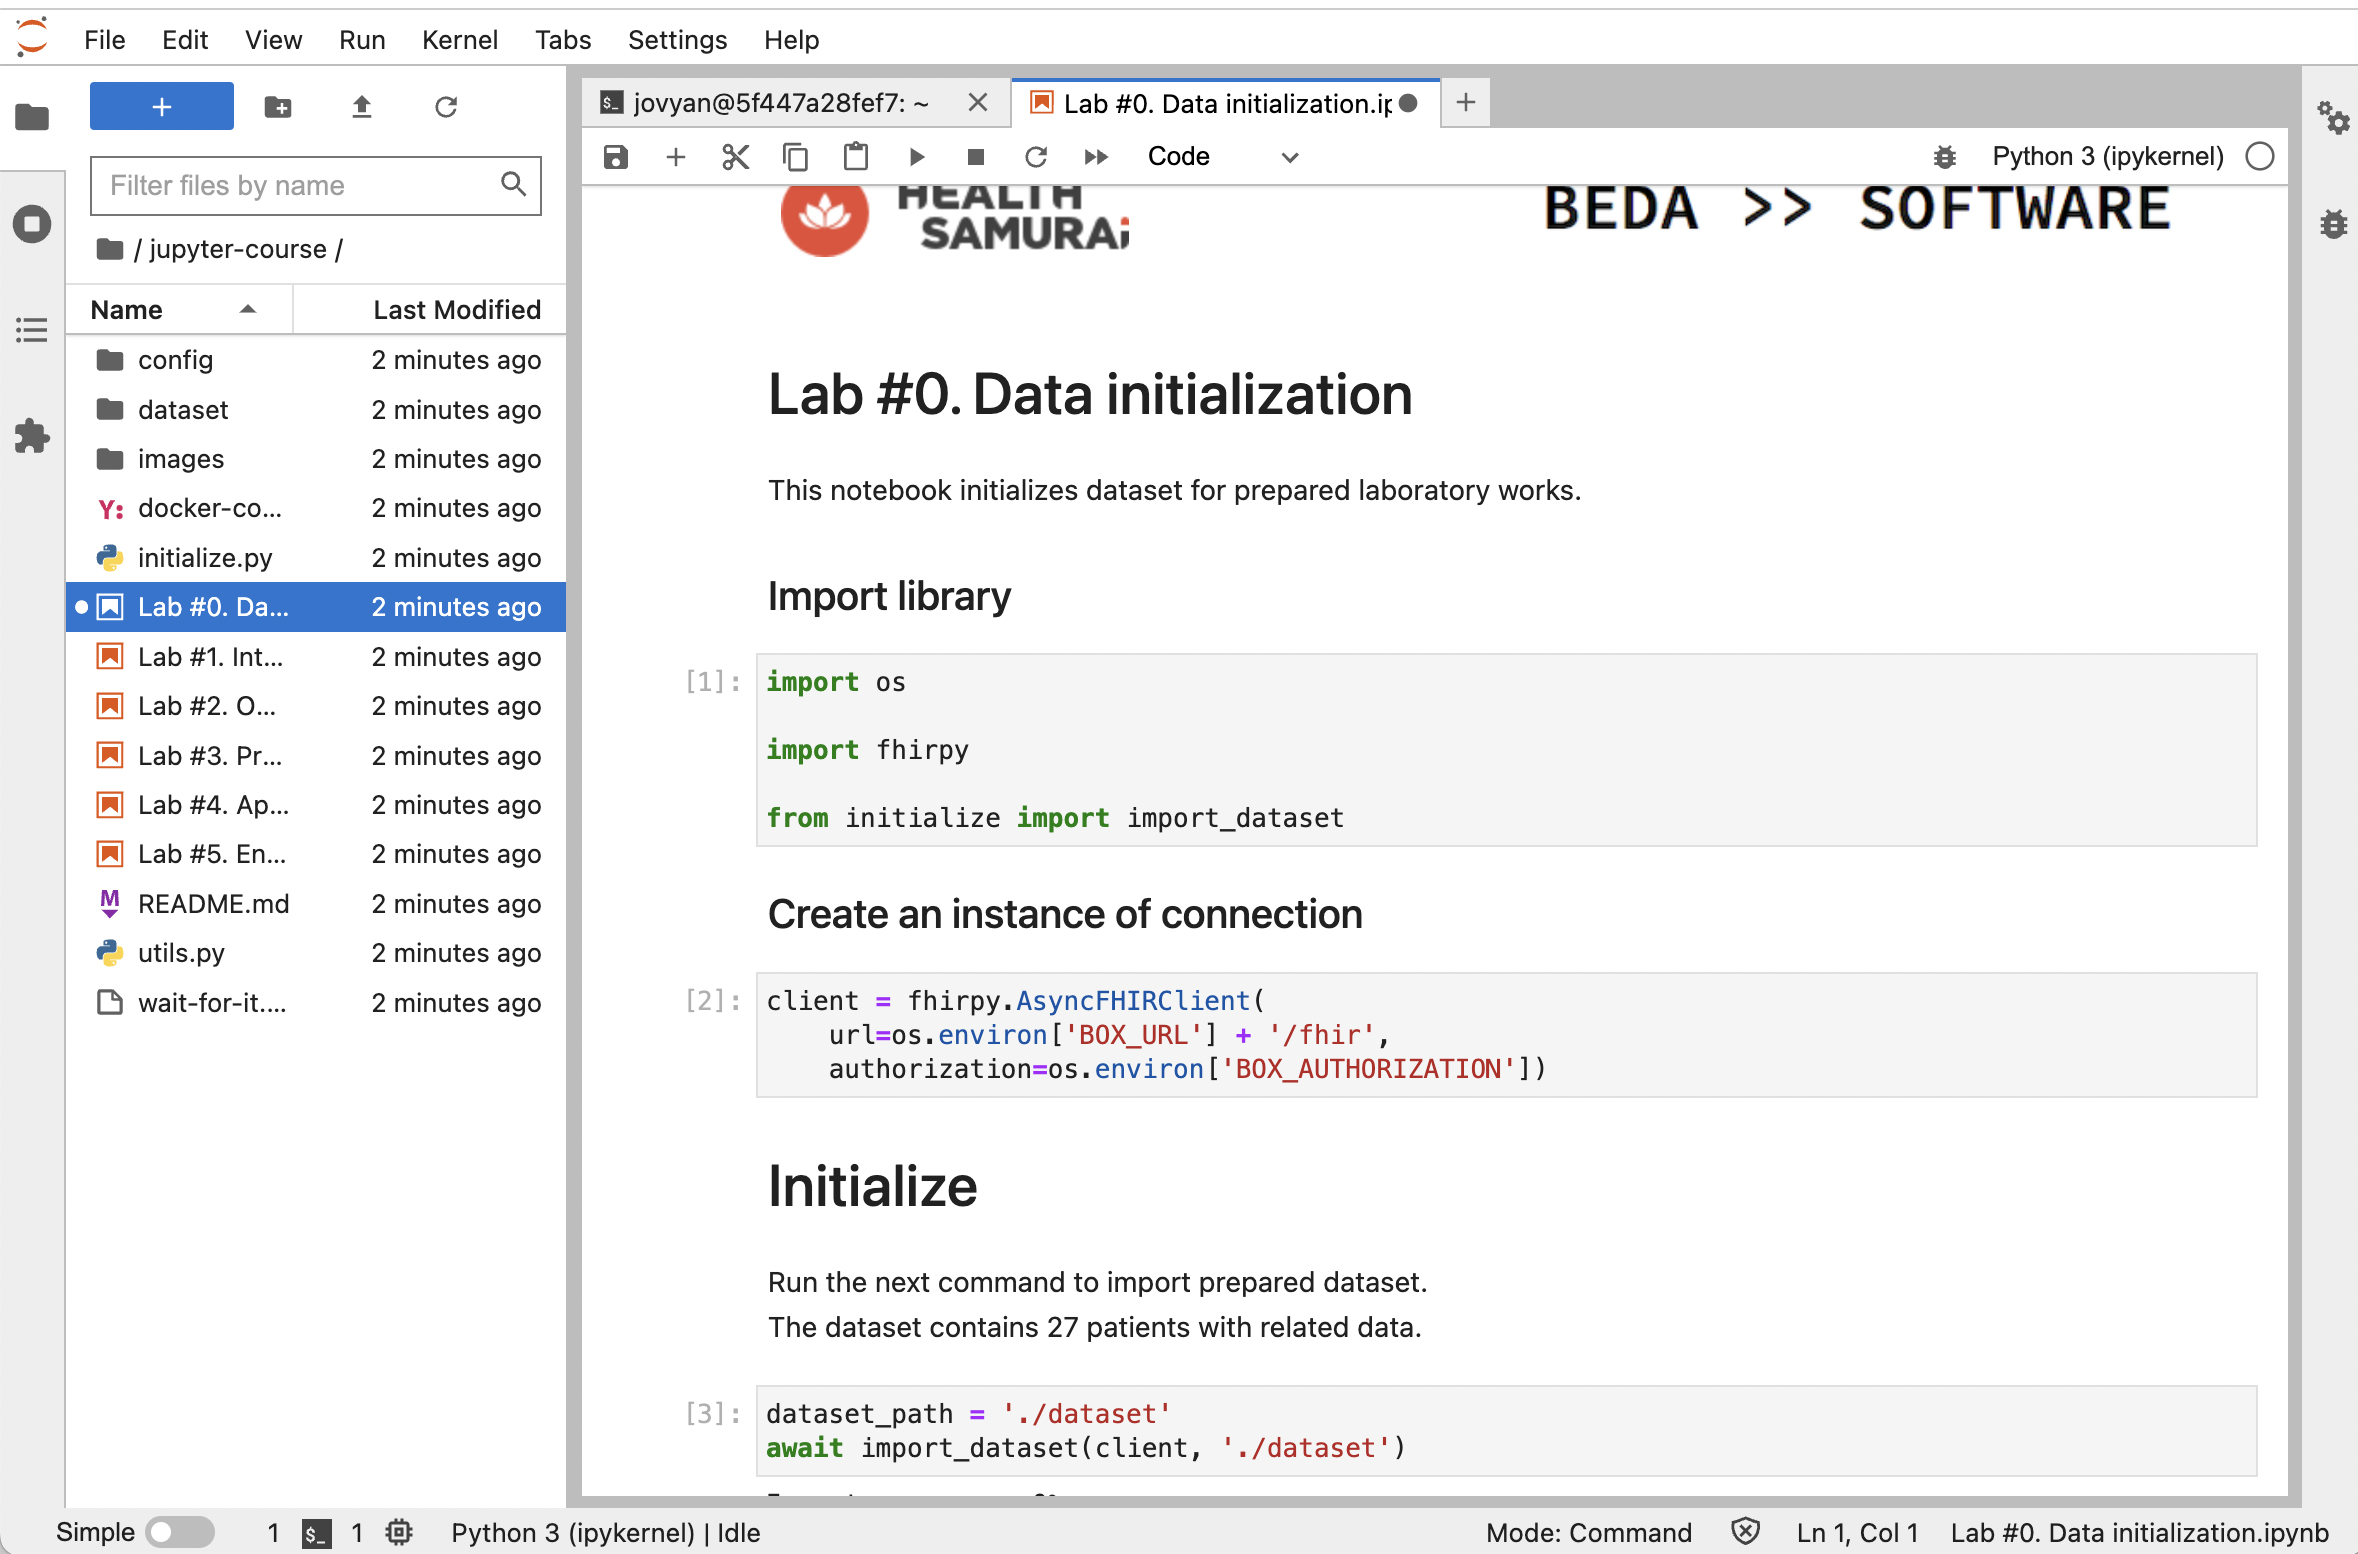 File Edit View Run Kernel Tabs Settings Help
Filter files by name
/ jupyter-course /
Name Last Modified
config 2 minutes ago
dataset 2 minutes ago
images 2 minutes ago
docker-co... 2 minutes ago
initialize.py 2 minutes ago
Lab #0. Da... 2 minutes ago
Lab #1. Int... 2 minutes ago
Lab #2. O... 2 minutes ago
Lab #3. Pr... 2 minutes ago
Lab #4. Ap... 2 minutes ago
Lab #5. En... 2 minutes ago
README.md 2 minutes ago
utils.py 2 minutes ago
wait-for-it.... 2 minutes ago
jovyan@5f447a28fef7: ~
Lab #0. Data initialization.ip
Code
Python 3 (ipykernel)
HEALTH
SAMURAi
BEDA >> SOFTWARE
Lab #0. Data initialization
This notebook initializes dataset for prepared laboratory works.
Import library
[1]: import os
import fhirpy
from initialize import import_dataset
Create an instance of connection
[2]: client = fhirpy.AsyncFHIRClient(
url=os.environ['BOX_URL'] + '/fhir',
authorization=os.environ['BOX_AUTHORIZATION'])
Initialize
Run the next command to import prepared dataset.
The dataset contains 27 patients with related data.
[3]: dataset_path = './dataset'
await import_dataset(client, './dataset')
Simple 1 $_ 1 Python 3 (ipykernel) | Idle Mode: Command Ln 1, Col 1 Lab #0. Data initialization.ipynb